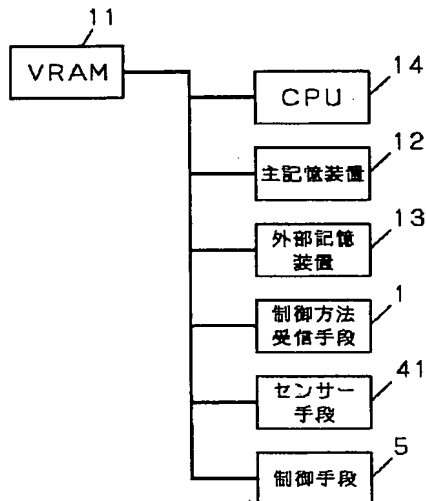 11
VRAM
14
CPU
12
主記憶装置
13
外部記憶
装置
1
制御方法
受信手段
41
センサー
手段
5
制御手段